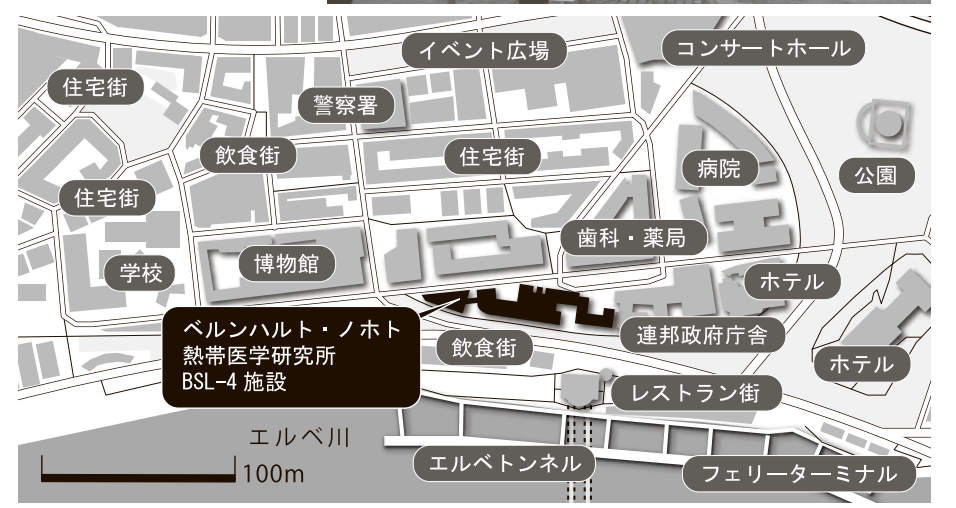 イベント広場
コンサートホール
住宅街
警察署
飲食街
住宅街
病院
公園
住宅街
歯科・薬局
博物館
学校
ホテル
ベルンハルト・ノホト
熱帯医学研究所
BSL-4 施設
飲食街
連邦政府庁舎
ホテル
レストラン街
エルベ川
100m
エルベトンネル
フェリーターミナル